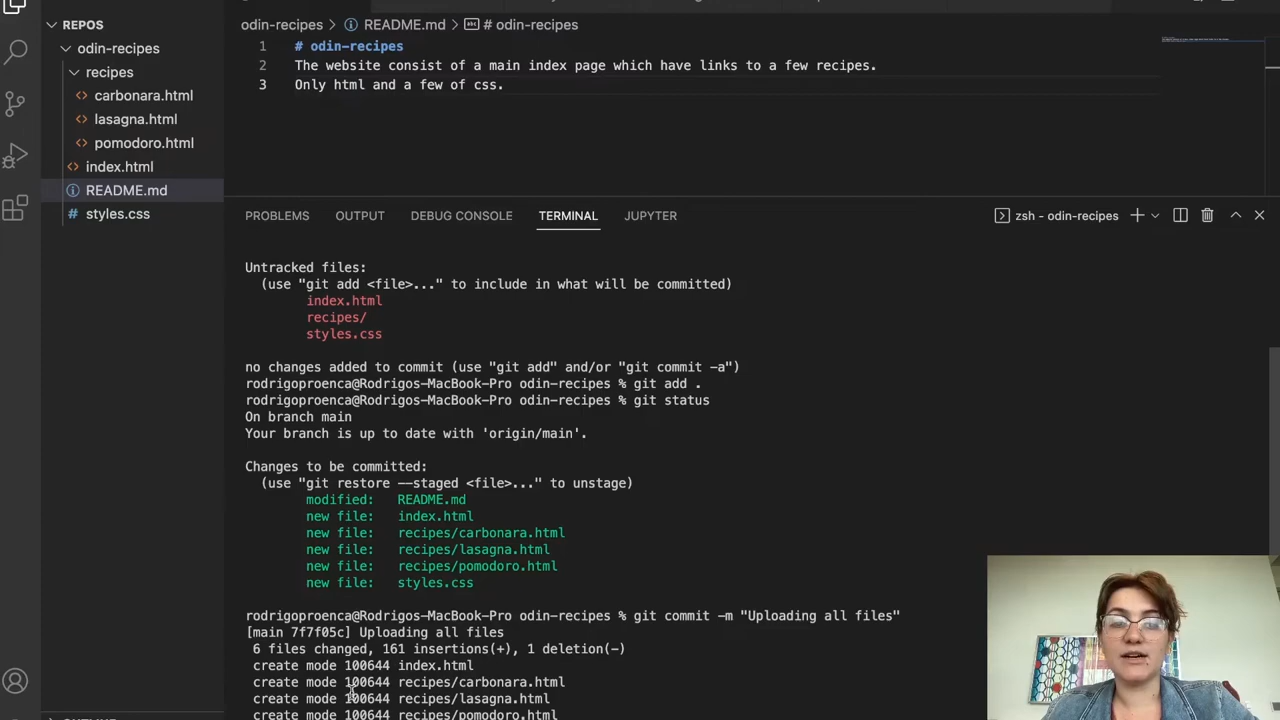 REPOS
odin-recipes
recipes
carbonara.html
lasagna.html
pomodoro.html
index.html
README.md
styles.css
odin-recipes > README.md > # odin-recipes
1 # odin-recipes
2 The website consist of a main index page which have links to a few recipes.
3 Only html and a few of css.
PROBLEMS OUTPUT DEBUG CONSOLE TERMINAL JUPYTER zsh - odin-recipes
Untracked files:
(use "git add <file>..." to include in what will be committed)
index.html
recipes/
styles.css
no changes added to commit (use "git add" and/or "git commit -a")
rodrigoproenca@Rodrigos-MacBook-Pro odin-recipes % git add .
rodrigoproenca@Rodrigos-MacBook-Pro odin-recipes % git status
On branch main
Your branch is up to date with 'origin/main'.
Changes to be committed:
(use "git restore --staged <file>..." to unstage)
modified: README.md
new file: index.html
new file: recipes/carbonara.html
new file: recipes/lasagna.html
new file: recipes/pomodoro.html
new file: styles.css
rodrigoproenca@Rodrigos-MacBook-Pro odin-recipes % git commit -m "Uploading all files"
[main 7f7f05c] Uploading all files
6 files changed, 161 insertions(+), 1 deletion(-)
create mode 100644 index.html
create mode 100644 recipes/carbonara.html
create mode 100644 recipes/lasagna.html
create mode 100644 recipes/pomodoro.html